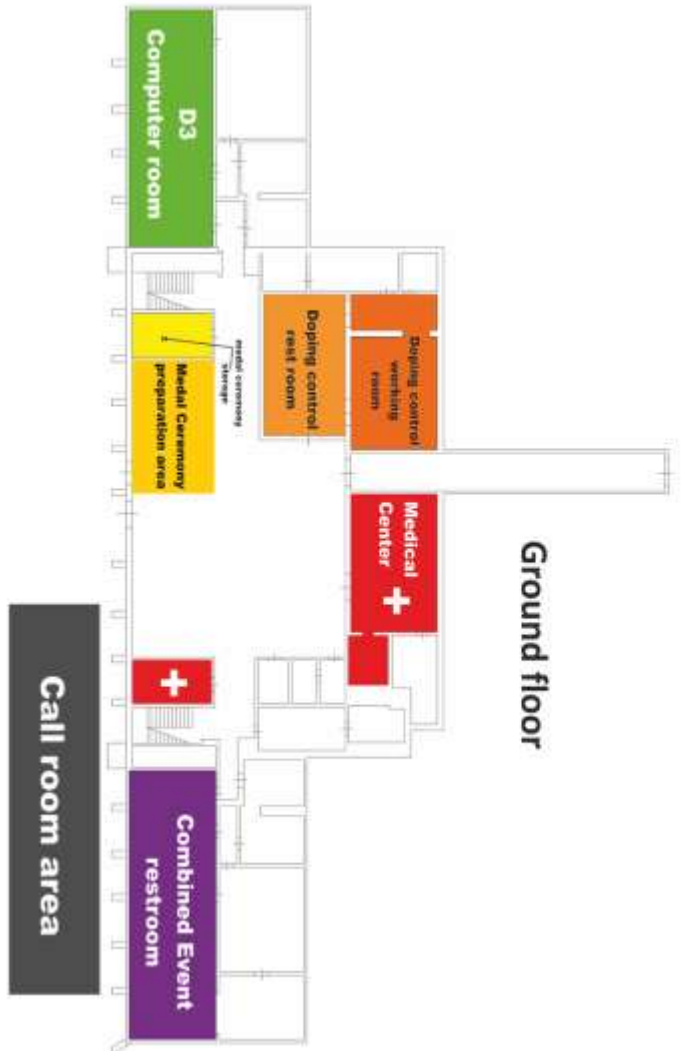 Ground floor
Doping control
working
room
Medical
Center
Doping control
rest room
medal ceremony
storage
D3
Computer room
Medal Ceremony
preparation area
Combined Event
restroom
Call room area